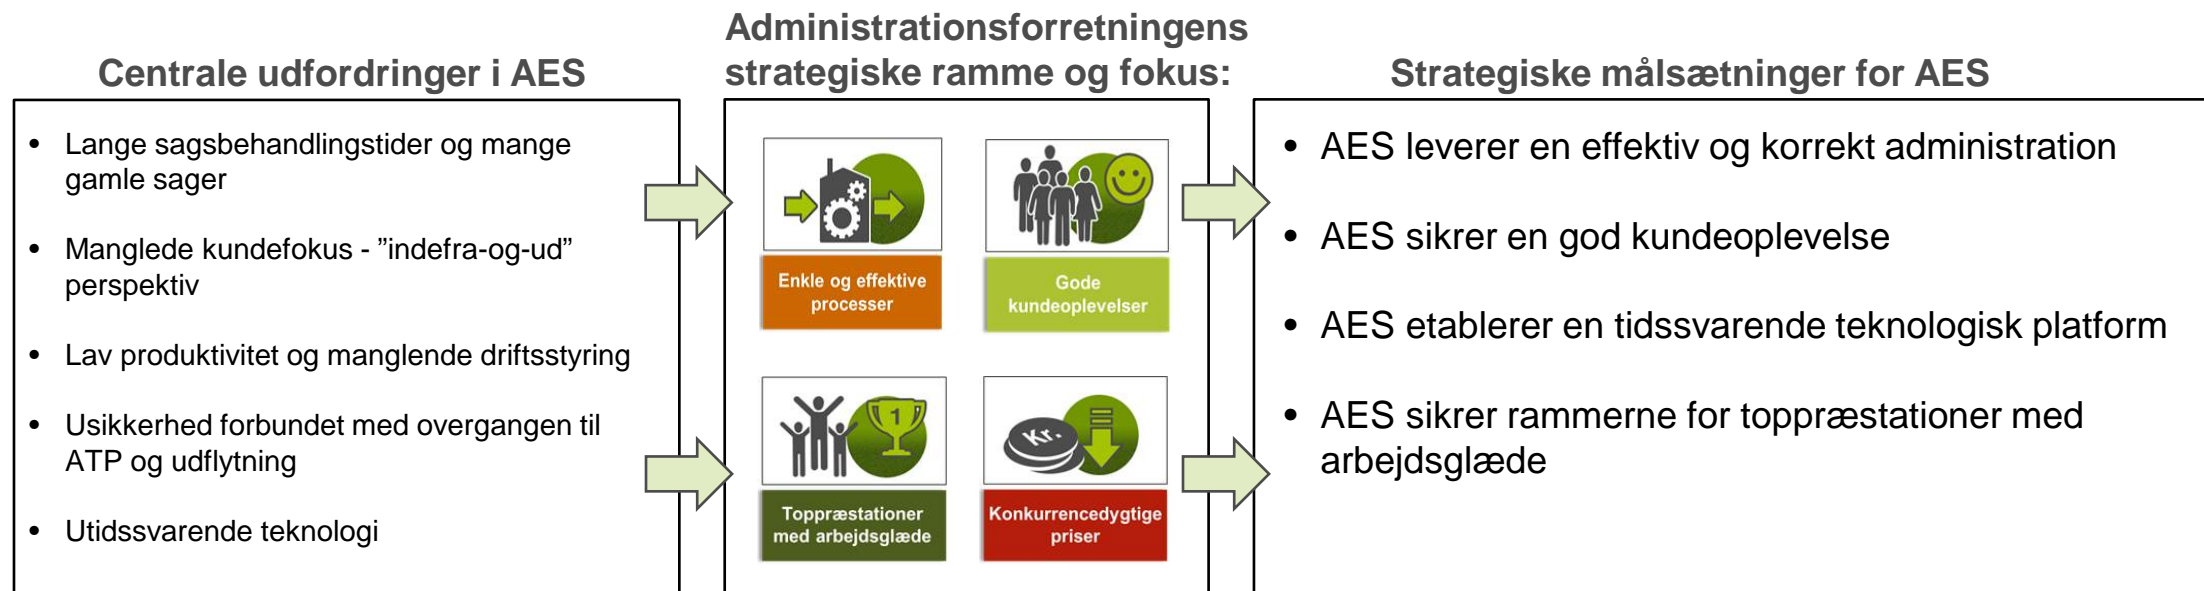 Centrale udfordringer i AES
• Lange sagsbehandlingstider og mange
gamle sager
• Manglede kundefokus - ”indefra-og-ud”
perspektiv
• Lav produktivitet og manglende driftsstyring
• Usikkerhed forbundet med overgangen til
ATP og udflytning
• Utidssvarende teknologi
Administrationsforretningens
strategiske ramme og fokus:
Enkle og effektive
processer
Gode
kundeoplevelser
1
Toppræstationer
med arbejdsglæde
Kr.
Konkurrencedygtige
priser
Strategiske målsætninger for AES
• AES leverer en effektiv og korrekt administration
• AES sikrer en god kundeoplevelse
• AES etablerer en tidssvarende teknologisk platform
• AES sikrer rammerne for toppræstationer med
arbejdsglæde